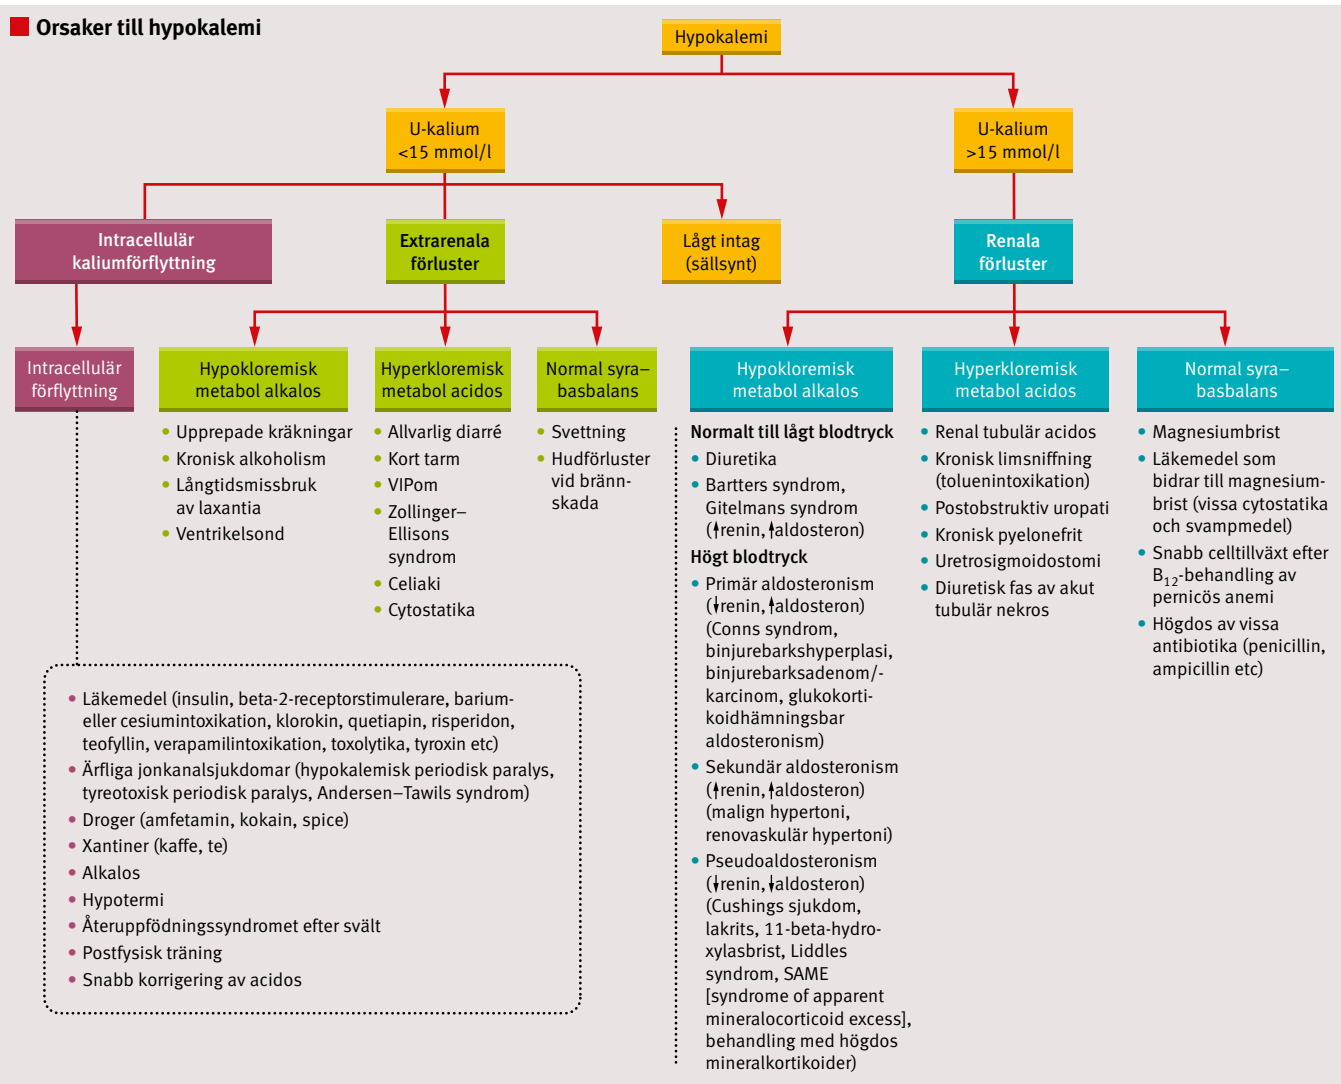 Orsaker till hypokalemi
Hypokalemi
U-kalium
<15 mmol/l
U-kalium
>15 mmol/l
Intracellulär
kaliumförflyttning
Extrarenala
förluster
Lågt intag
(sällsynt)
Renala
förluster
Intracellulär
förflyttning
Hypokloremisk
metabol alkalos
Hyperkloremisk
metabol acidos
Normal syra–
basbalans
Hypokloremisk
metabol alkalos
Hyperkloremisk
metabol acidos
Normal syra–
basbalans
• Upprepade kräkningar
• Kronisk alkoholism
• Långtidsmissbruk
av laxantia
• Ventrikelsond
• Allvarlig diarré
• Kort tarm
• VIPom
• Zollinger–
Ellisons
syndrom
• Celiaki
• Cytostatika
• Svettning
• Hudförluster
vid bränn-
skada
Normalt till lågt blodtryck
• Diuretika
• Bartters syndrom,
Gitelmans syndrom
(↑renin, ↑aldosteron)
Högt blodtryck
• Primär aldosteronism
(↓renin, ↑aldosteron)
(Conns syndrom,
binjurebarkshyperplasi,
binjurebarksadenom/-
karcinom, glukokorti-
koidhämningsbar
aldosteronism)
• Sekundär aldosteronism
(↑renin, ↑aldosteron)
(malign hypertoni,
renovaskulär hypertoni)
• Pseudoaldosteronism
(↓renin, ↓aldosteron)
(Cushings sjukdom,
lakrits, 11-beta-hydro-
xylasbrist, Liddles
syndrom, SAME
[syndrome of apparent
mineralocorticoid excess],
behandling med högdos
mineralkortikoider)
• Renal tubulär acidos
• Kronisk limsniffning
(toluenintoxikation)
• Postobstruktiv uropati
• Kronisk pyelonefrit
• Uretrosigmoidostomi
• Diuretisk fas av akut
tubulär nekros
• Magnesiumbrist
• Läkemedel som
bidrar till magnesium-
brist (vissa cytostatika
och svampmedel)
• Snabb celltillväxt efter
B12-behandling av
pernicös anemi
• Högdos av vissa
antibiotika (penicillin,
ampicillin etc)
• Läkemedel (insulin, beta-2-receptorstimulerare, barium-
eller cesiumintoxikation, klorokin, quetiapin, risperidon,
teofyllin, verapamilintoxikation, toxolytika, tyroxin etc)
• Ärfliga jonkanalsjukdomar (hypokalemisk periodisk paralys,
tyreotoxisk periodisk paralys, Andersen–Tawils syndrom)
• Droger (amfetamin, kokain, spice)
• Xantiner (kaffe, te)
• Alkalos
• Hypotermi
• Återuppfödningssyndromet efter svält
• Postfysisk träning
• Snabb korrigering av acidos